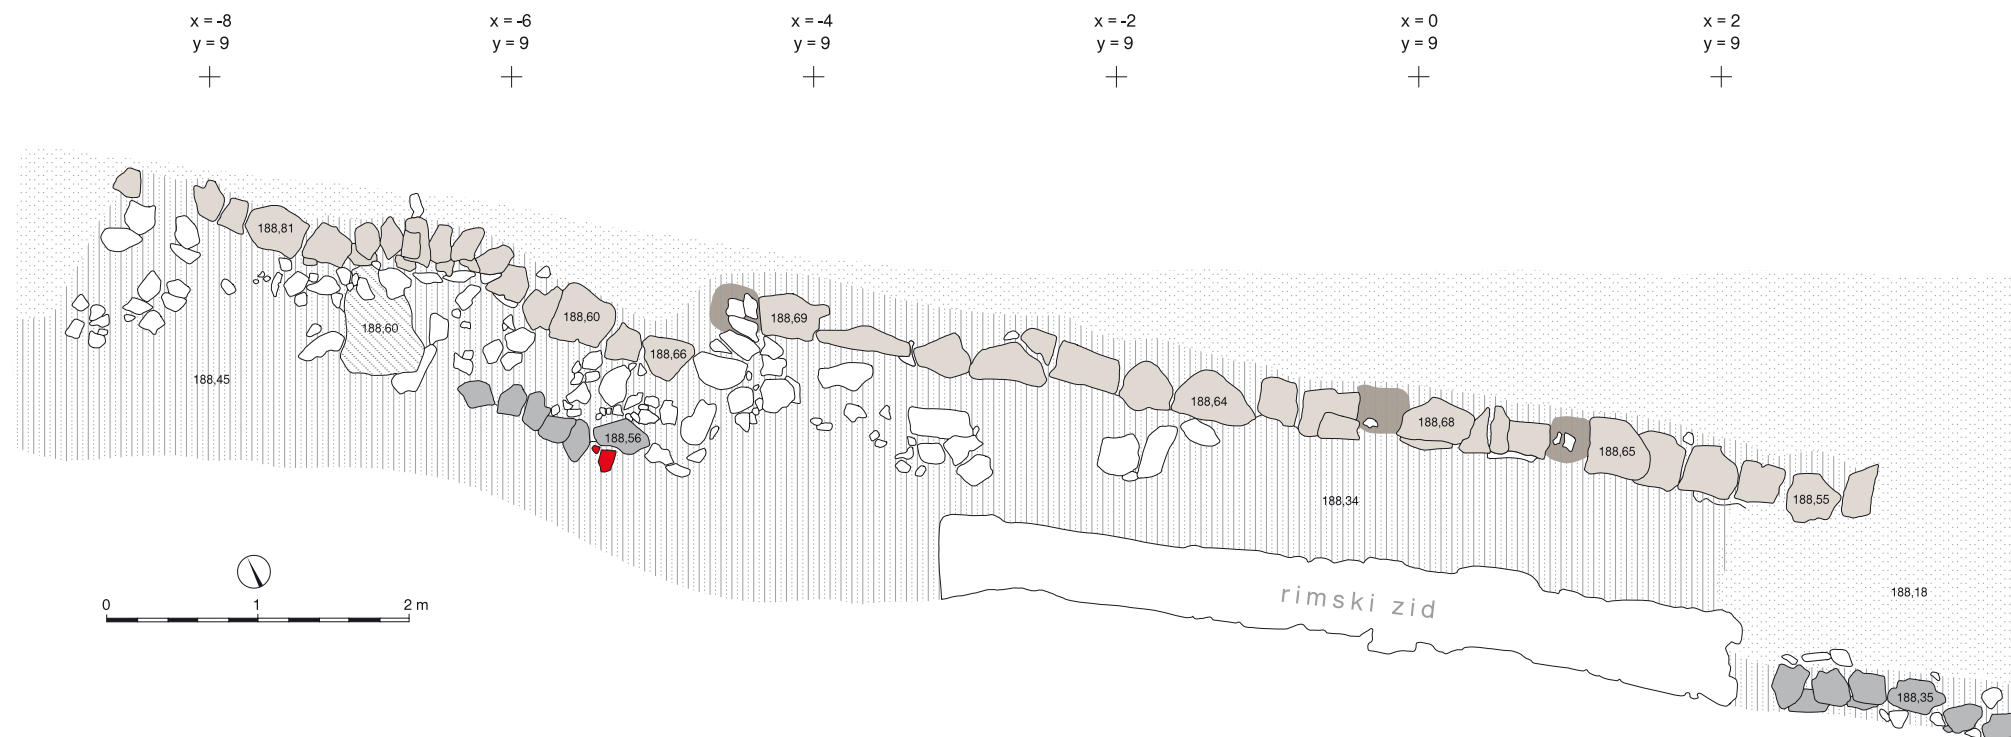 x = -8
y = 9
x = -6
y = 9
x = -4
y = 9
x = -2
y = 9
x = 0
y = 9
x = 2
y = 9
188,81
188,60
188,60
188,69
188,66
188,45
188,64
188,68
188,56
188,65
188,34
188,55
188,18
rimski zid
0 1 2 m
188,35